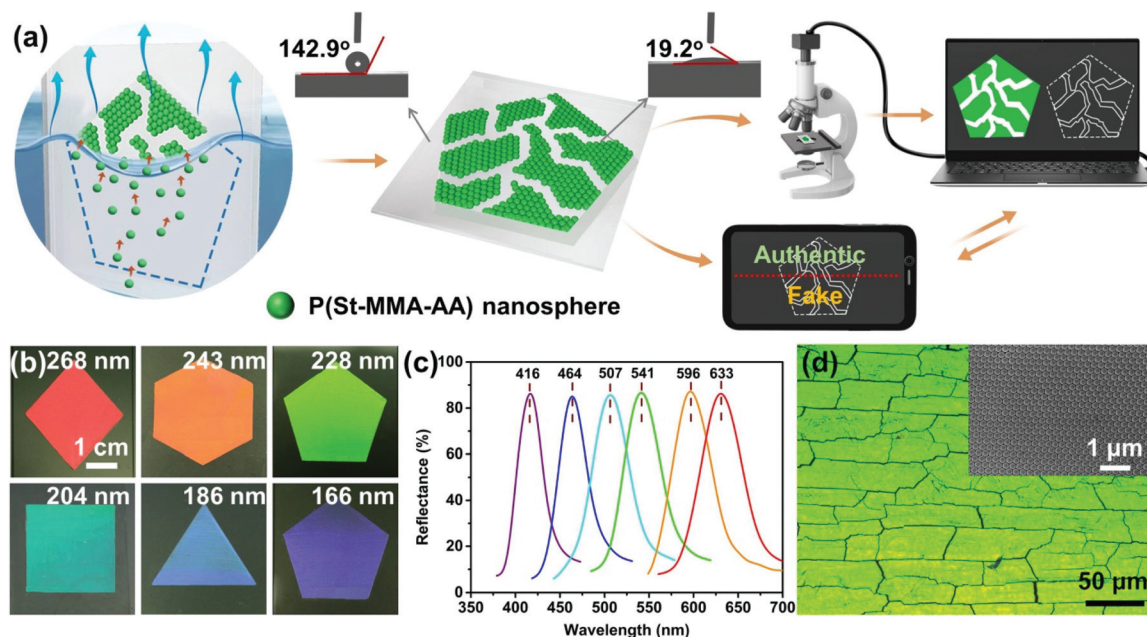 (a)
142.9°
19.2°
Authentic
Fake
P(St-MMA-AA) nanosphere
(b)
268 nm
243 nm
228 nm
1 cm
204 nm
186 nm
166 nm
(c)
100
80
60
40
20
0
Reflectance (%)
416 464 507 541 596 633
350 400 450 500 550 600 650 700
Wavelength (nm)
(d)
1 μm
50 μm